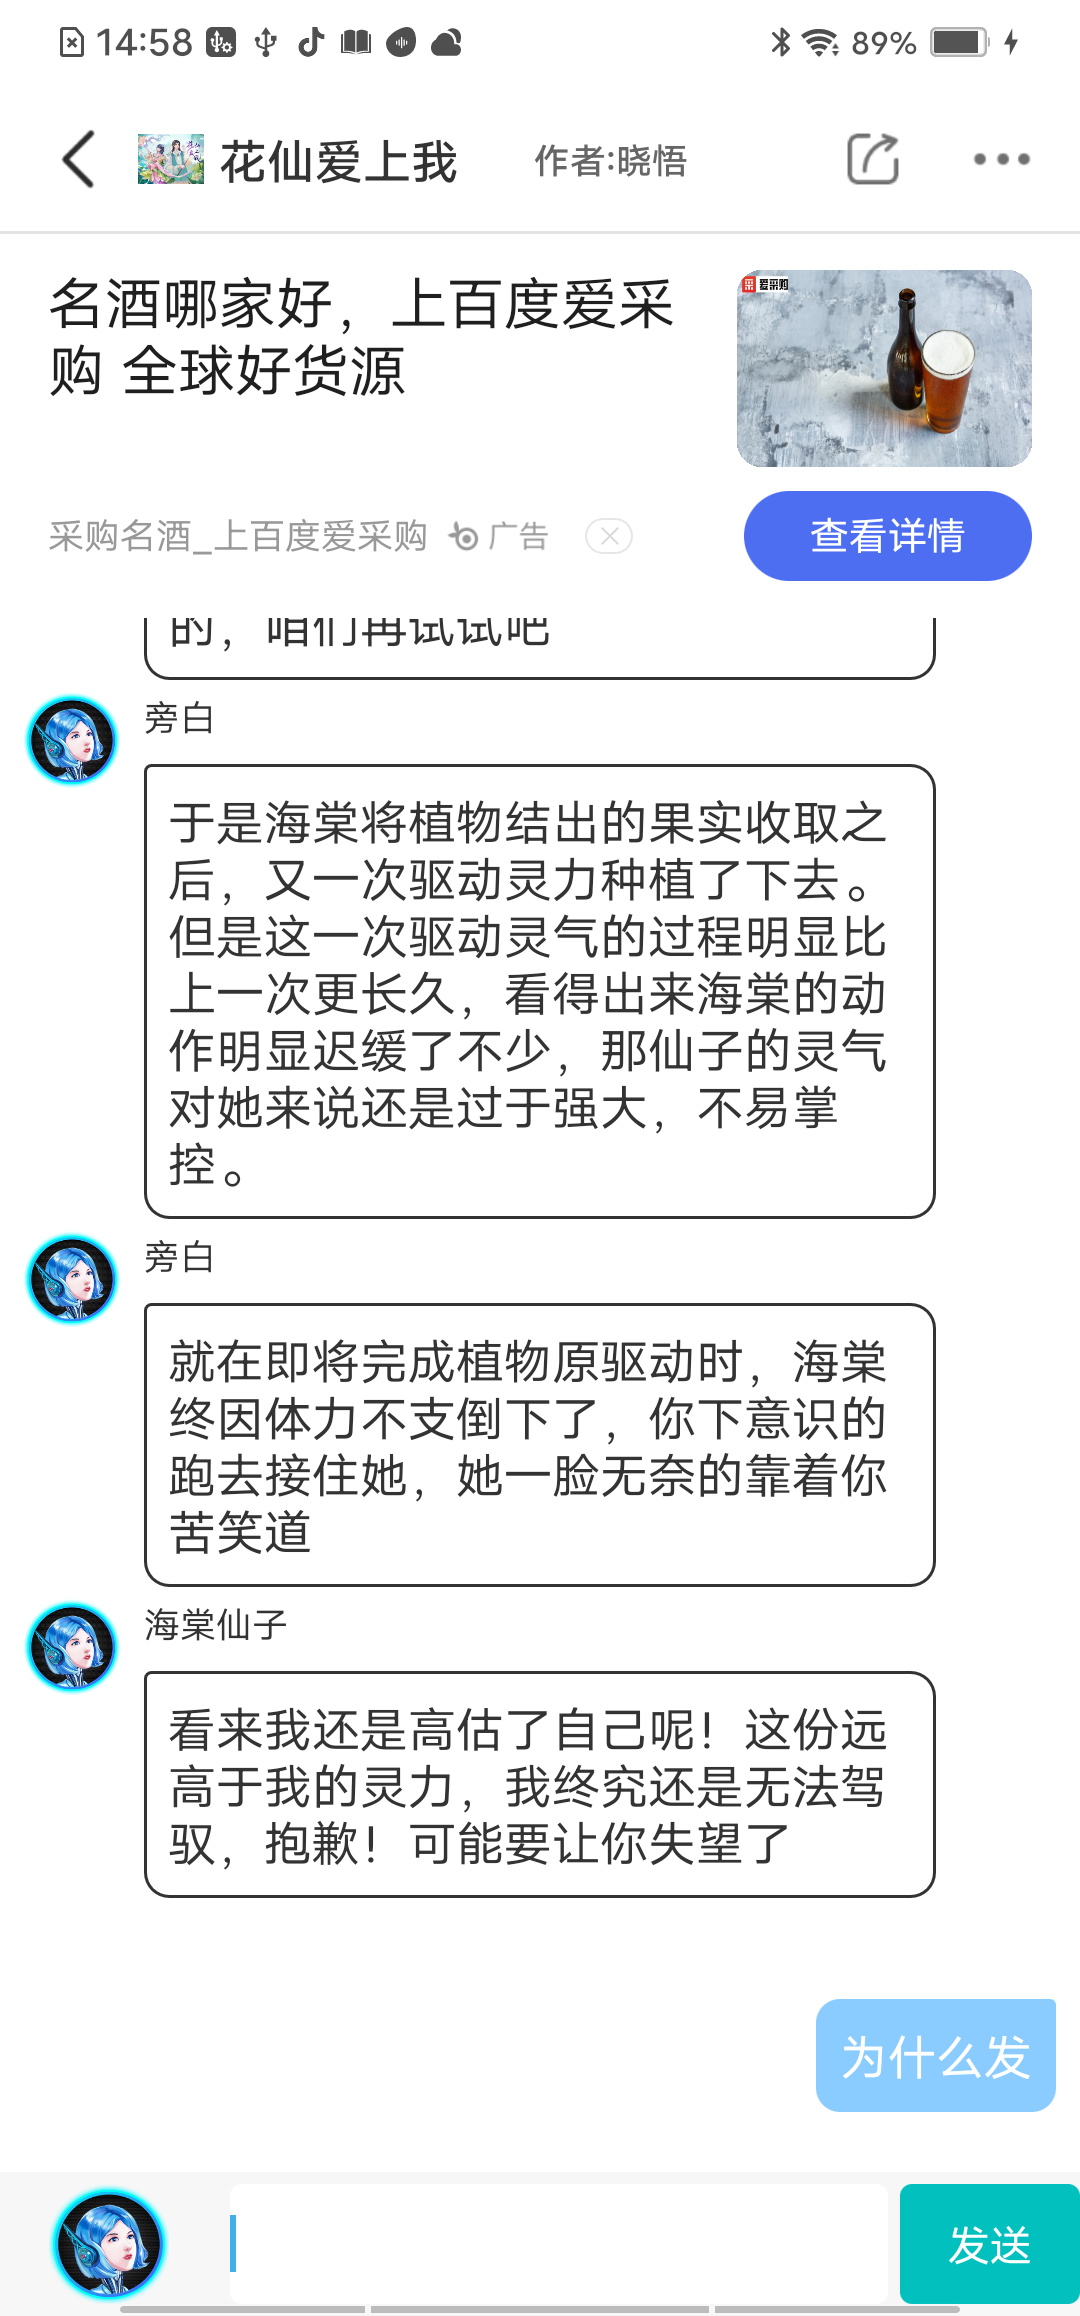 14:58
89%
花仙爱上我
作者:晓悟
名酒哪家好，上百度爱采
购 全球好货源
采 爱采购
采购名酒_上百度爱采购
广告
查看详情
的，咱们再试试吧
旁白
于是海棠将植物结出的果实收取之
后，又一次驱动灵力种植了下去。
但是这一次驱动灵气的过程明显比
上一次更长久，看得出来海棠的动
作明显迟缓了不少，那仙子的灵气
对她来说还是过于强大，不易掌
控。
旁白
就在即将完成植物原驱动时，海棠
终因体力不支倒下了，你下意识的
跑去接住她，她一脸无奈的靠着你
苦笑道
海棠仙子
看来我还是高估了自己呢！这份远
高于我的灵力，我终究还是无法驾
驭，抱歉！可能要让你失望了
为什么发
发送